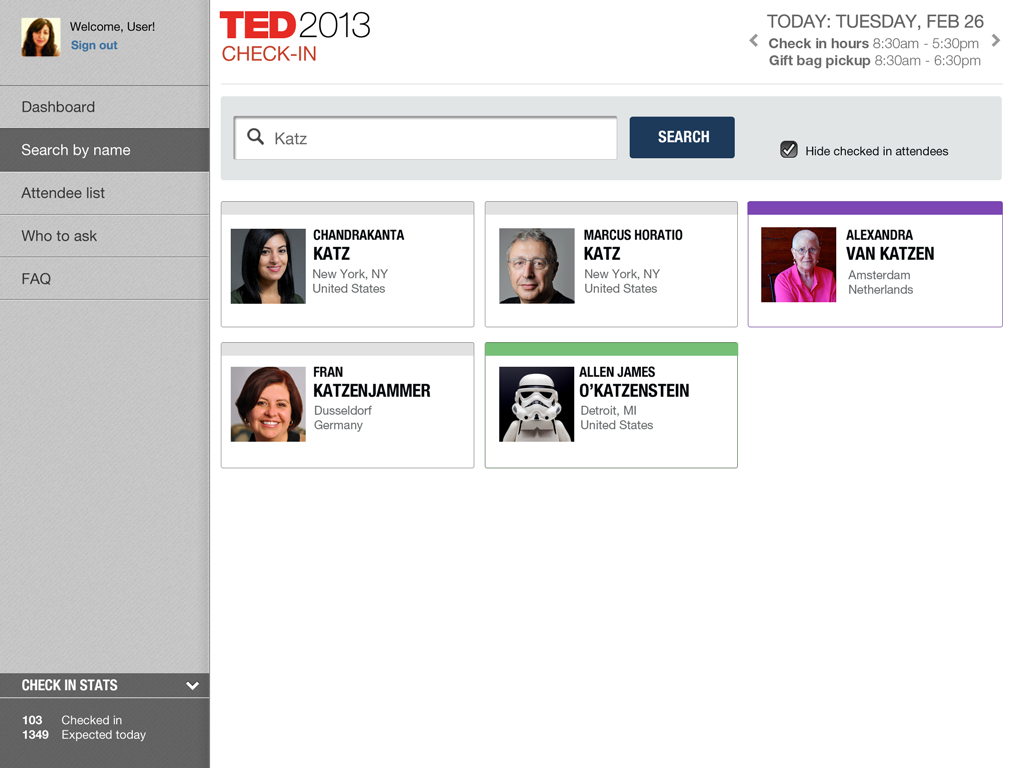 Welcome, User!
Sign out
Dashboard
Search by name
Attendee list
Who to ask
FAQ
CHECK IN STATS
103 Checked in
1349 Expected today
TED2013
CHECK-IN
TODAY: TUESDAY, FEB 26
Check in hours 8:30am - 5:30pm
Gift bag pickup 8:30am - 6:30pm
Katz
SEARCH
Hide checked in attendees
CHANDRAKANTA
KATZ
New York, NY
United States
MARCUS HORATIO
KATZ
New York, NY
United States
ALEXANDRA
VAN KATZEN
Amsterdam
Netherlands
FRAN
KATZENJAMMER
Dusseldorf
Germany
ALLEN JAMES
O’KATZENSTEIN
Detroit, MI
United States